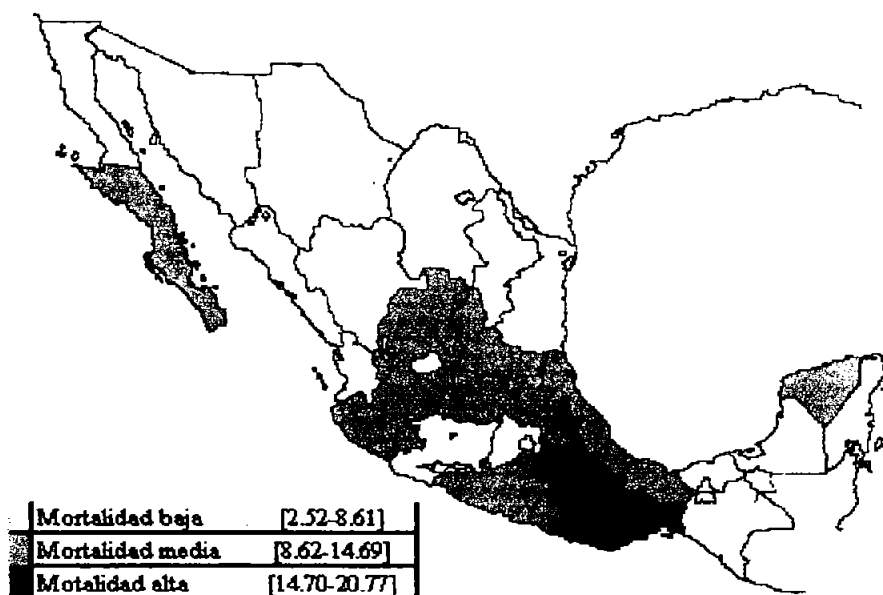 Mortalidad baja [2.52-8.61]
Mortalidad media [8.62-14.69]
Motalidad alta [14.70-20.77]